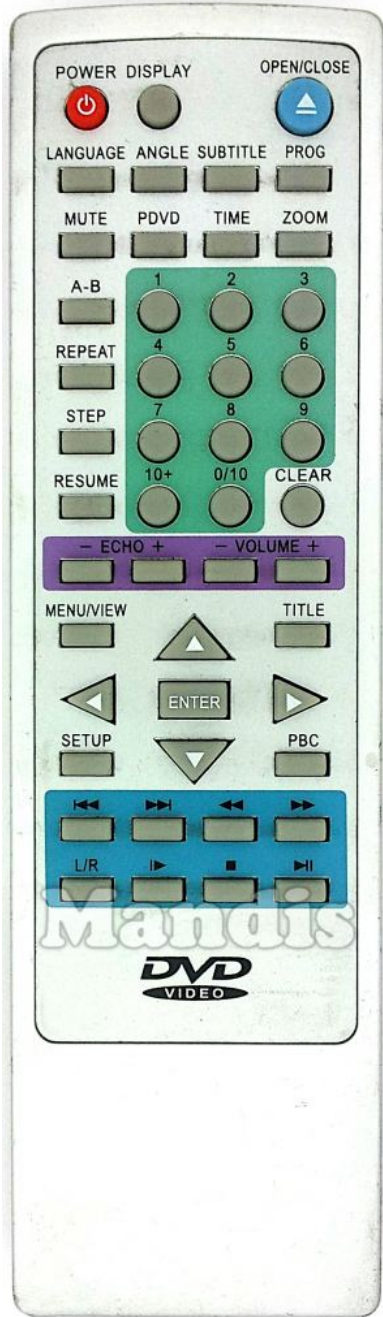 POWER DISPLAY OPEN/CLOSE
LANGUAGE ANGLE SUBTITLE PROG
MUTE PDVD TIME ZOOM
A-B 1 2 3
REPEAT 4 5 6
STEP 7 8 9
RESUME 10+ 0/10 CLEAR
- ECHO + - VOLUME +
MENU/VIEW TITLE
ENTER
SETUP PBC
L/R
Mandis
DVD
VIDEO